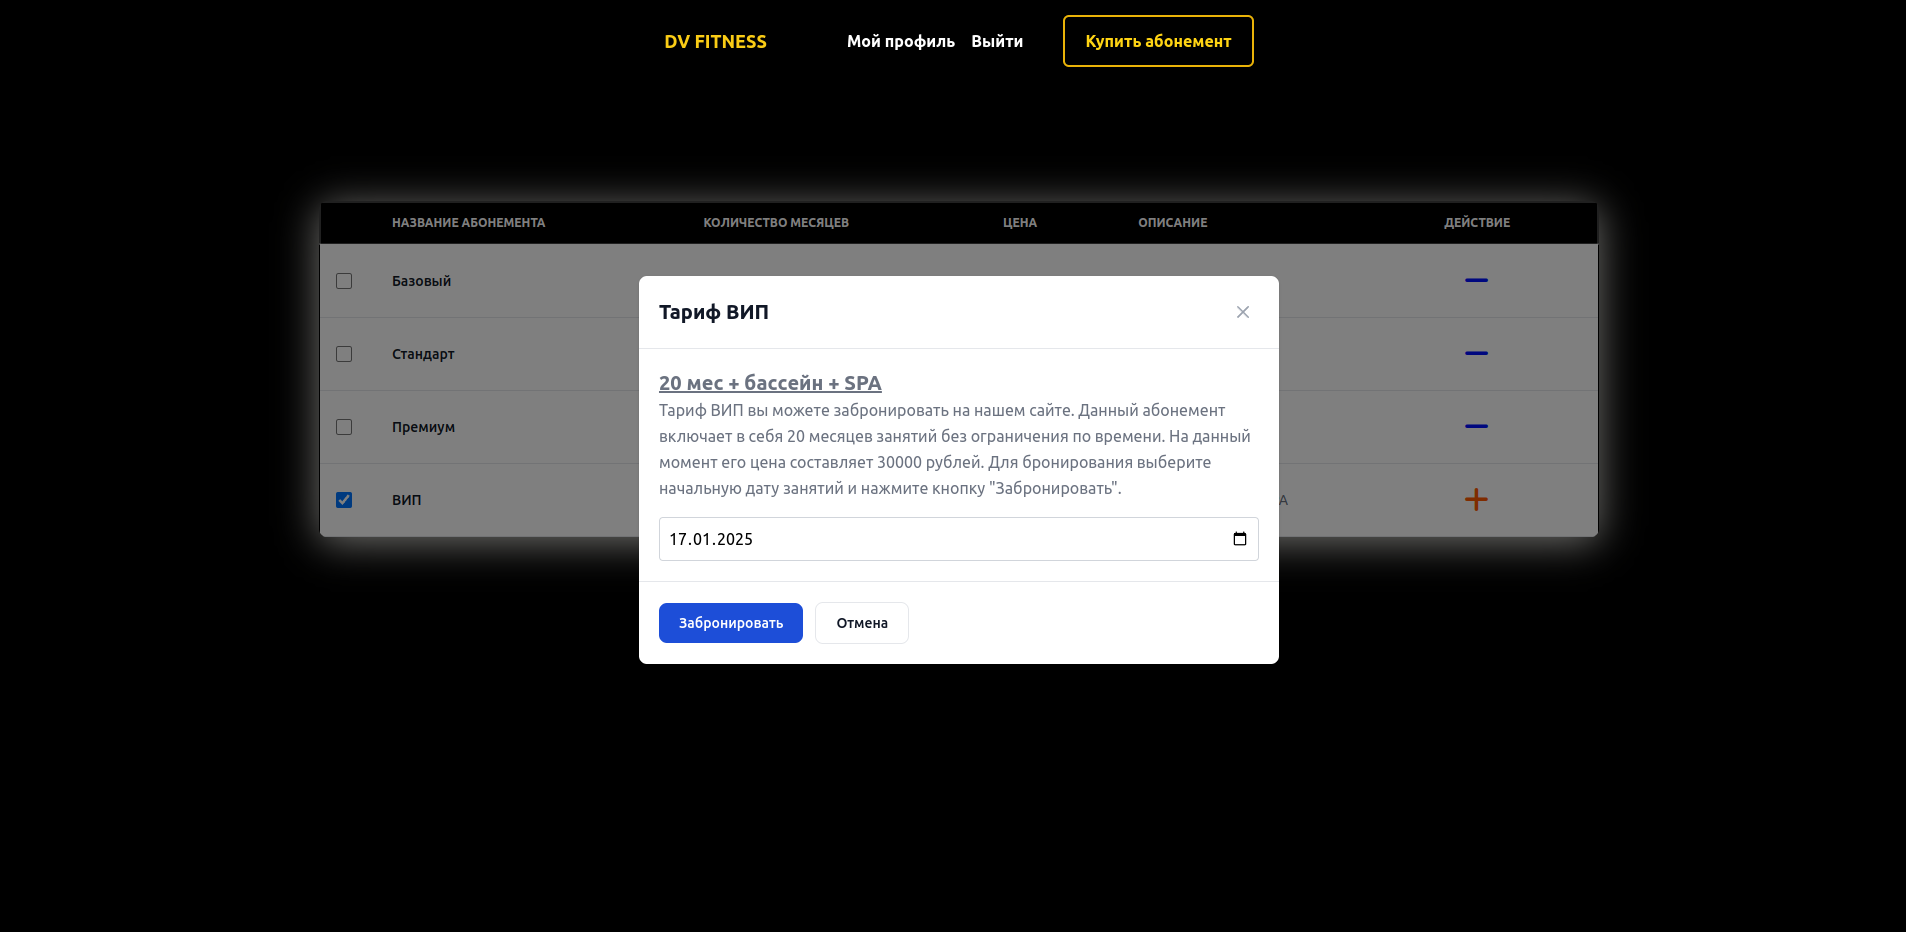 DV FITNESS
Мой профиль
Выйти
Купить абонемент
НАЗВАНИЕ АБОНЕМЕНТА
КОЛИЧЕСТВО МЕСЯЦЕВ
ЦЕНА
ОПИСАНИЕ
ДЕЙСТВИЕ
Базовый
Стандарт
Премиум
ВИП
А
Тариф ВИП
20 мес + бассейн + SPA
Тариф ВИП вы можете забронировать на нашем сайте. Данный абонемент
включает в себя 20 месяцев занятий без ограничения по времени. На данный
момент его цена составляет 30000 рублей. Для бронирования выберите
начальную дату занятий и нажмите кнопку "Забронировать".
17.01.2025
Забронировать
Отмена